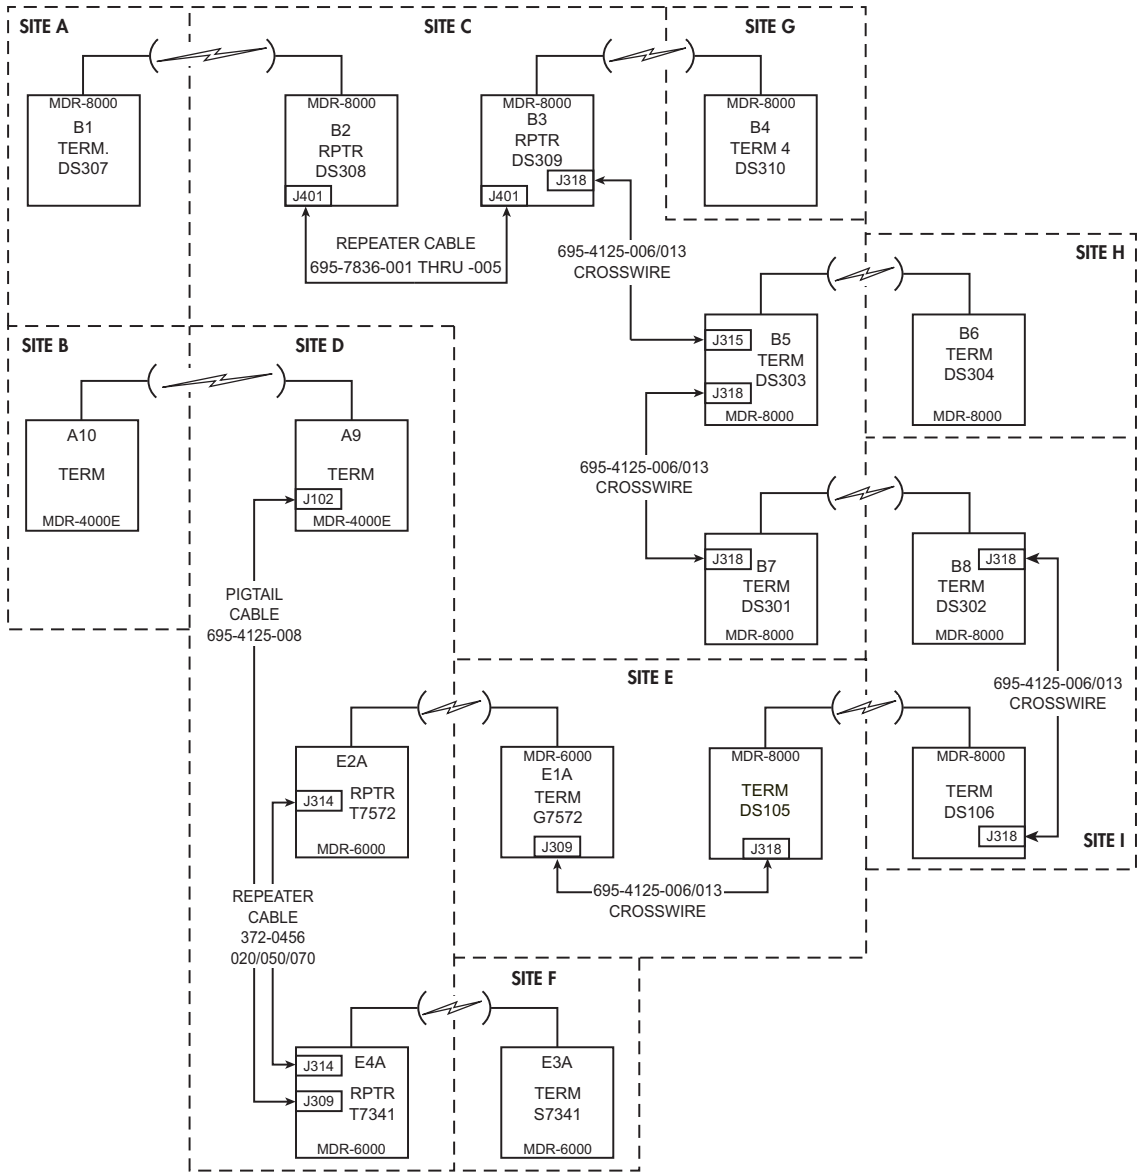 SITE A
SITE C
SITE G
MDR-8000
B1
TERM.
DS307
MDR-8000
B2
RPTR
DS308
J401
MDR-8000
B3
RPTR
DS309
J318
J401
MDR-8000
B4
TERM 4
DS310
REPEATER CABLE
695-7836-001 THRU -005
695-4125-006/013
CROSSWIRE
SITE H
J315
B5
TERM
DS303
J318
MDR-8000
B6
TERM
DS304
MDR-8000
SITE B
SITE D
A10
TERM
MDR-4000E
A9
TERM
J102
MDR-4000E
695-4125-006/013
CROSSWIRE
J318
B7
TERM
DS301
MDR-8000
J318
B8
TERM
DS302
MDR-8000
PIGTAIL
CABLE
695-4125-008
SITE E
695-4125-006/013
CROSSWIRE
E2A
RPTR
J314
T7572
MDR-6000
MDR-6000
E1A
TERM
G7572
J309
MDR-8000
TERM
DS105
J318
MDR-8000
TERM
DS106
J318
SITE I
695-4125-006/013
CROSSWIRE
REPEATER
CABLE
372-0456
020/050/070
SITE F
J314
E4A
J309
RPTR
T7341
MDR-6000
E3A
TERM
S7341
MDR-6000